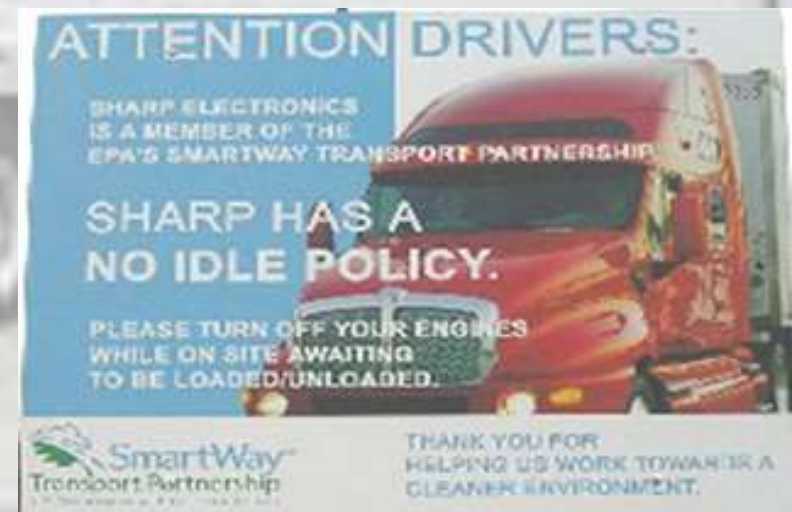 ATTENTION DRIVERS:
SHARP ELECTRONICS
IS A MEMBER OF THE
EPA'S SMARTWAY TRANSPORT PARTNERSHIP
SHARP HAS A
NO IDLE POLICY.
PLEASE TURN OFF YOUR ENGINES
WHILE ON SITE AWAITING
TO BE LOADED/UNLOADED.
SmartWay
Transport Partnership
THANK YOU FOR
HELPING US WORK TOWARDS A
CLEANER ENVIRONMENT.